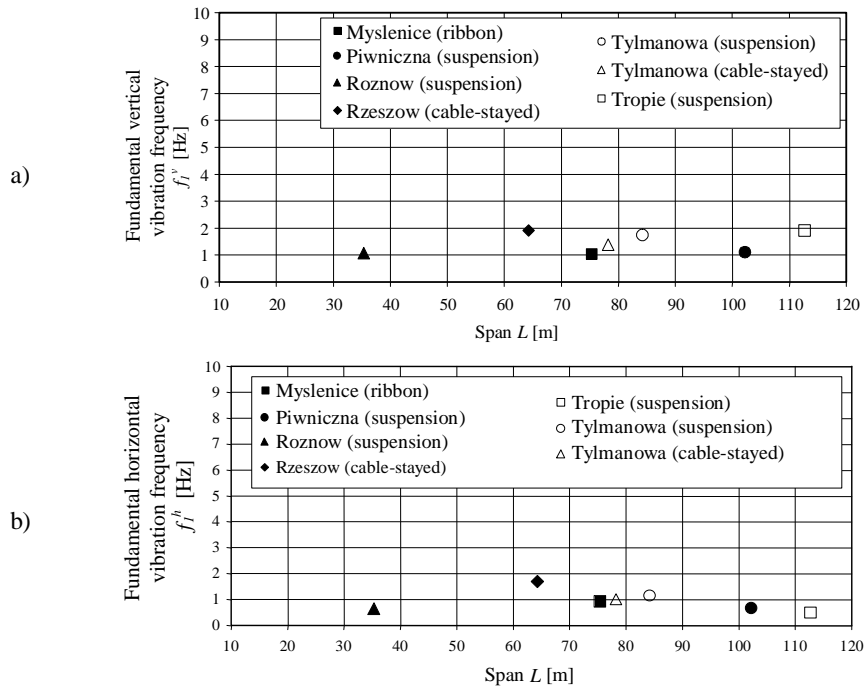 a)
Fundamental vertical
vibration frequency
f₁ᵛ [Hz]
10
9
8
7
6
5
4
3
2
1
0
Myslenice (ribbon)
Piwniczna (suspension)
Roznow (suspension)
Rzeszow (cable-stayed)
Tylmanowa (suspension)
Tylmanowa (cable-stayed)
Tropie (suspension)
10 20 30 40 50 60 70 80 90 100 110 120
Span L [m]
b)
Fundamental horizontal
vibration frequency
f₁ʰ [Hz]
10
9
8
7
6
5
4
3
2
1
0
Myslenice (ribbon)
Piwniczna (suspension)
Roznow (suspension)
Rzeszow (cable-stayed)
Tropie (suspension)
Tylmanowa (suspension)
Tylmanowa (cable-stayed)
10 20 30 40 50 60 70 80 90 100 110 120
Span L [m]